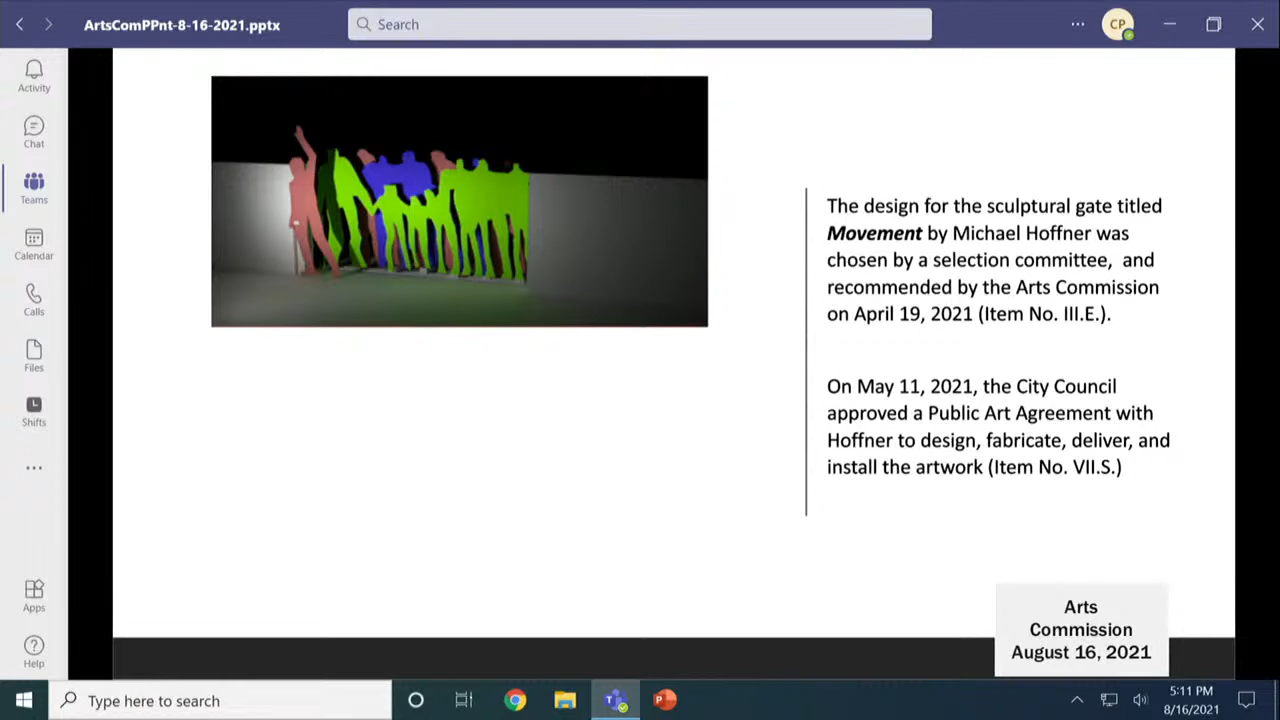 ArtsComPPnt-8-16-2021.pptx
Search
CP
Activity
Chat
Teams
Calendar
Calls
Files
Shifts
Apps
Help
The design for the sculptural gate titled
Movement by Michael Hoffner was
chosen by a selection committee, and
recommended by the Arts Commission
on April 19, 2021 (Item No. III.E.).
On May 11, 2021, the City Council
approved a Public Art Agreement with
Hoffner to design, fabricate, deliver, and
install the artwork (Item No. VII.S.)
Arts
Commission
August 16, 2021
Type here to search
5:11 PM
8/16/2021